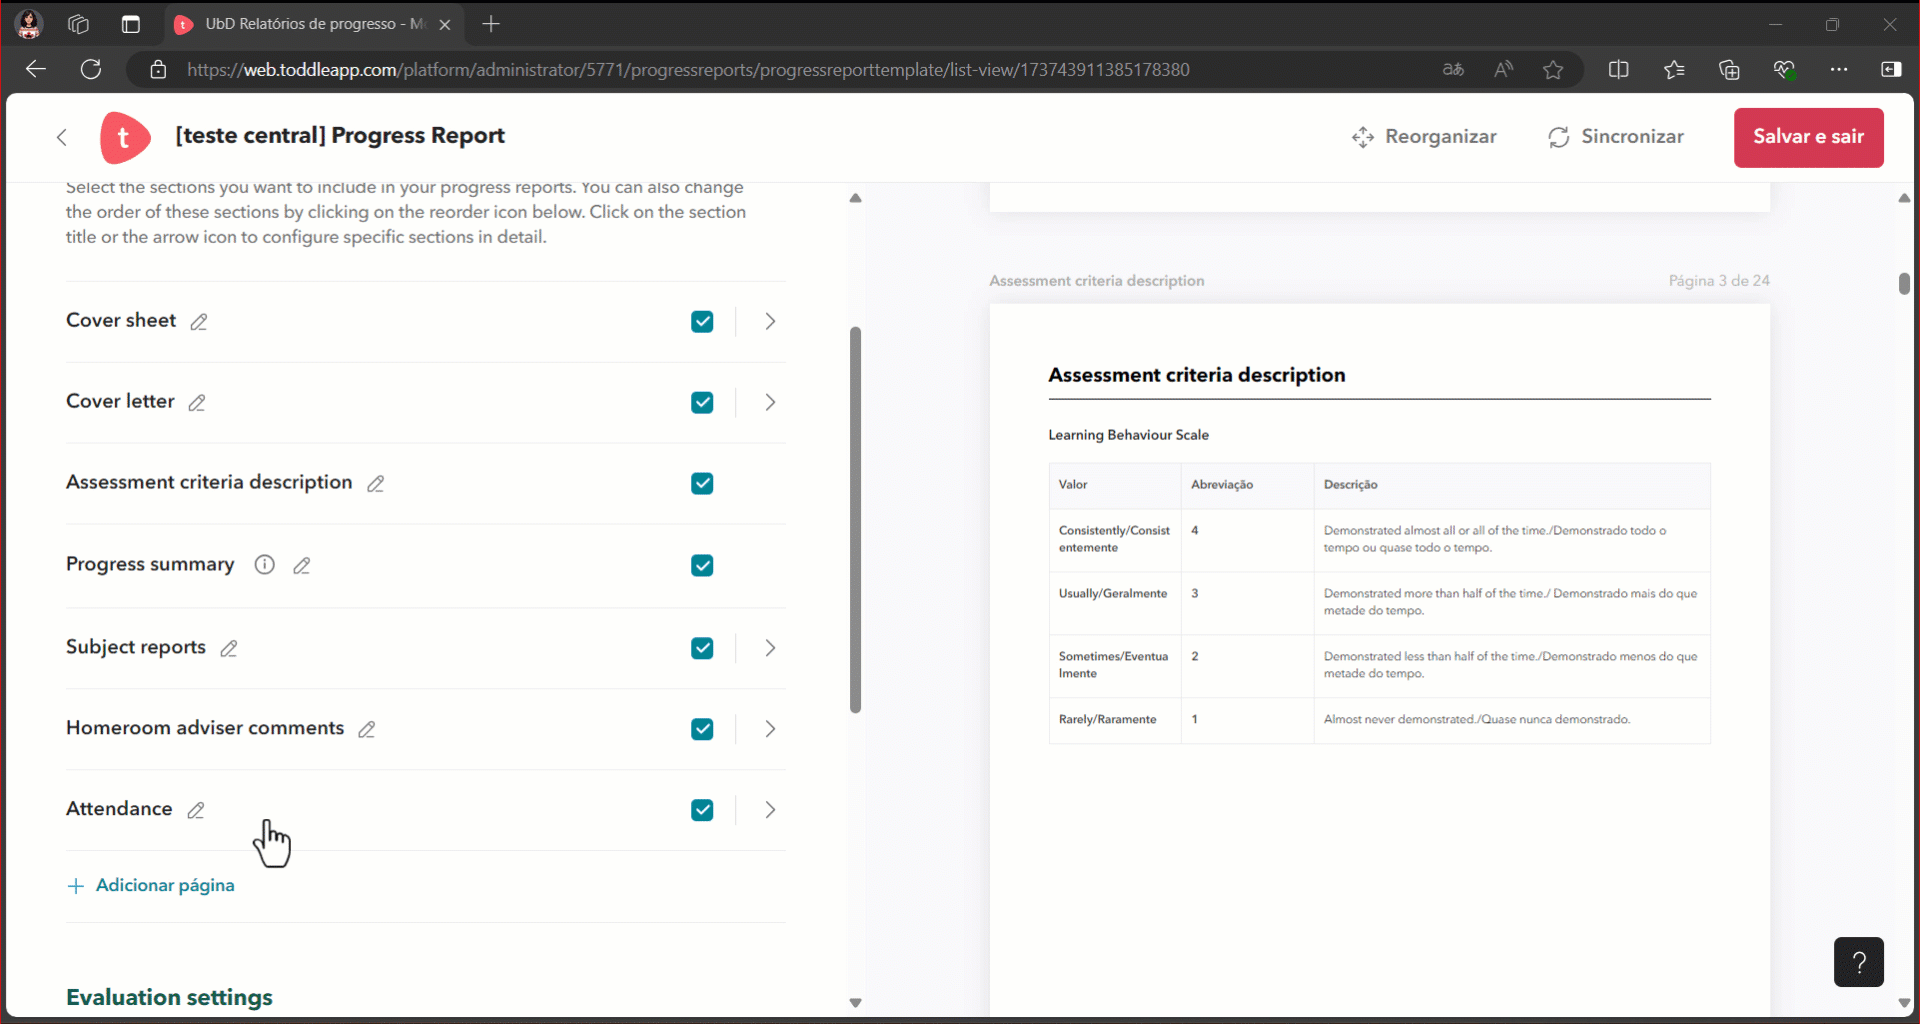 UbD Relatórios de progresso - M
https://web.toddleapp.com/platform/administrator/5771/progressreports/progressreporttemplate/list-view/173743911385178380
aあ
t
[teste central] Progress Report
Reorganizar
Sincronizar
Salvar e sair
Select the sections you want to include in your progress reports. You can also change
the order of these sections by clicking on the reorder icon below. Click on the section
title or the arrow icon to configure specific sections in detail.
Cover sheet
Cover letter
Assessment criteria description
Progress summary
Subject reports
Homeroom adviser comments
Attendance
+ Adicionar página
Evaluation settings
Assessment criteria description
Página 3 de 24
Assessment criteria description
Learning Behaviour Scale
Valor Abreviação Descrição
Consistently/Consist 4 Demonstrated almost all or all of the time./Demonstrado todo o
entemente tempo ou quase todo o tempo.
Usually/Geralmente 3 Demonstrated more than half of the time./ Demonstrado mais do que
metade do tempo.
Sometimes/Eventua 2 Demonstrated less than half of the time./Demonstrado menos do que
lmente metade do tempo.
Rarely/Raramente 1 Almost never demonstrated./Quase nunca demonstrado.
?